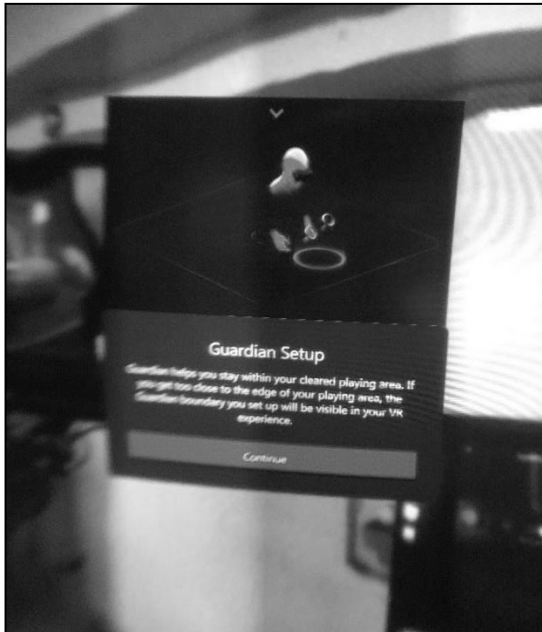 Guardian Setup
Guardian helps you stay within your cleared playing area. If
you get too close to the edge of your playing area, the
Guardian boundary you set up will be visible in your VR
experience.
Continue